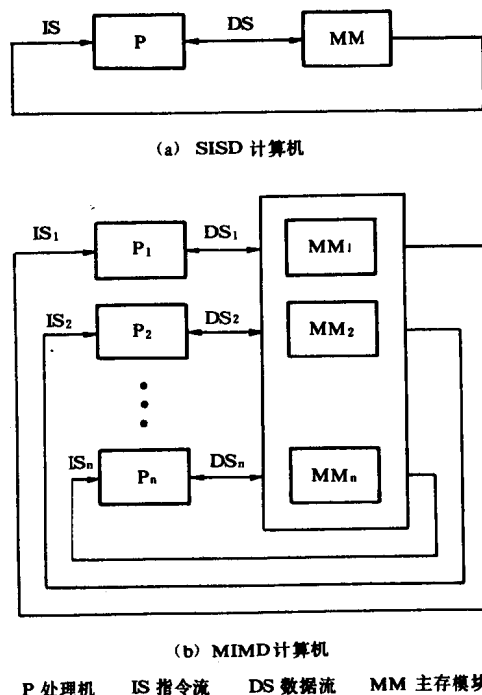 IS P DS MM
(a) SISD 计算机
IS₁ P₁ DS₁ MM₁
IS₂ P₂ DS₂ MM₂
ISₙ Pₙ DSₙ MMₙ
(b) MIMD计算机
P 处理机 IS 指令流 DS 数据流 MM 主存模块